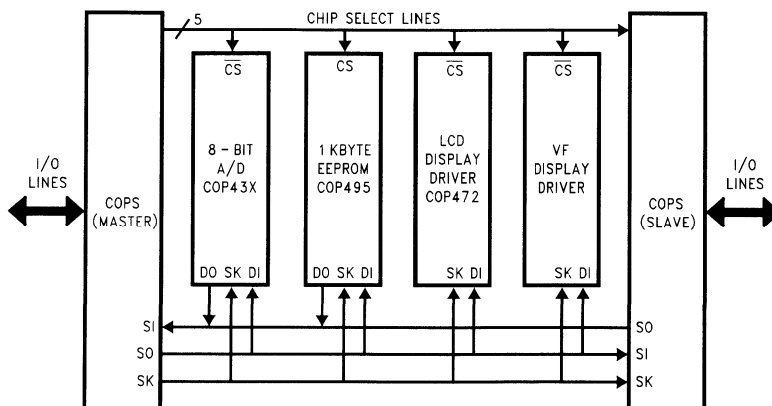 5
CHIP SELECT LINES
CS
CS
CS
CS
I/O
LINES
COPS
(MASTER)
8 - BIT
A/D
COP43X
1 KBYTE
EEPROM
COP495
LCD
DISPLAY
DRIVER
COP472
VF
DISPLAY
DRIVER
COPS
(SLAVE)
I/O
LINES
DO SK DI
DO SK DI
SK DI
SK DI
SI
SO
SO
SI
SK
SK